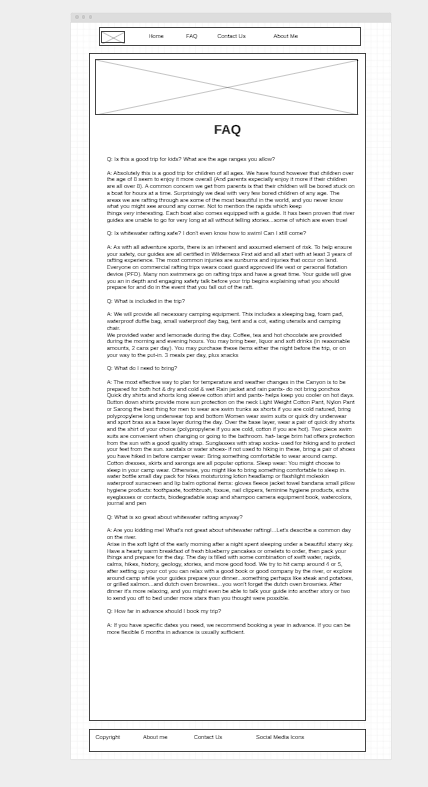 Home FAQ Contact Us About Me
FAQ
Q: Is this a good trip for kids? What are the age ranges you allow?
A: Absolutely this is a good trip for children of all ages. We have found however that children over
the age of 8 seem to enjoy it more overall (And parents especially enjoy it more if their children
are all over 8). A common concern we get from parents is that their children will be bored stuck on
a boat for hours at a time. Surprisingly we deal with very few bored children of any age. The
areas we are rafting through are some of the most beautiful in the world, and you never know
what you might see around any corner. Not to mention the rapids which keep
things very interesting. Each boat also comes equipped with a guide. It has been proven that river
guides are unable to go for very long at all without telling stories...some of which are even true!
Q: Is whitewater rafting safe? I don't even know how to swim! Can I still come?
A: As with all adventure sports, there is an inherent and assumed element of risk. To help ensure
your safety, our guides are all certified in Wilderness First aid and all start with at least 3 years of
rafting experience. The most common injuries are sunburns and injuries that occur on land.
Everyone on commercial rafting trips wears coast guard approved life vest or personal flotation
device (PFD). Many non swimmers go on rafting trips and have a great time. Your guide will give
you an in depth and engaging safety talk before your trip begins explaining what you should
prepare for and do in the event that you fall out of the raft.
Q: What is included in the trip?
A: We will provide all necessary camping equipment. This includes a sleeping bag, foam pad,
waterproof duffle bag, small waterproof day bag, tent and a cot, eating utensils and camping
chair.
We provided water and lemonade during the day. Coffee, tea and hot chocolate are provided
during the morning and evening hours. You may bring beer, liquor and soft drinks (in reasonable
amounts, 2 cans per day). You may purchase these items either the night before the trip, or on
your way to the put-in. 3 meals per day, plus snacks
Q: What do I need to bring?
A: The most effective way to plan for temperature and weather changes in the Canyon is to be
prepared for both hot & dry and cold & wet Rain jacket and rain pants- do not bring ponchos
Quick dry shirts and shorts long sleeve cotton shirt and pants- helps keep you cooler on hot days.
Button down shirts provide more sun protection on the neck Light Weight Cotton Pant, Nylon Pant
or Sarong the best thing for men to wear are swim trunks as shorts if you are cold natured, bring
polypropylene long underwear top and bottom Women wear swim suits or quick dry underwear
and sport bras as a base layer during the day. Over the base layer, wear a pair of quick dry shorts
and the shirt of your choice (polypropylene if you are cold, cotton if you are hot). Two piece swim
suits are convenient when changing or going to the bathroom. hat- large brim hat offers protection
from the sun with a good quality strap. Sunglasses with strap socks- used for hiking and to protect
your feet from the sun. sandals or water shoes- if not used to hiking in these, bring a pair of shoes
you have hiked in before camper wear: Bring something comfortable to wear around camp.
Cotton dresses, skirts and sarongs are all popular options. Sleep wear: You might choose to
sleep in your camp wear. Otherwise, you might like to bring something comfortable to sleep in.
water bottle small day pack for hikes moisturizing lotion headlamp or flashlight moleskin
waterproof sunscreen and lip balm optional items: gloves fleece jacket towel bandana small pillow
hygiene products: toothpaste, toothbrush, tissue, nail clippers, feminine hygiene products, extra
eyeglasses or contacts, biodegradable soap and shampoo camera equipment book, watercolors,
journal and pen
Q: What is so great about whitewater rafting anyway?
A: Are you kidding me! What's not great about whitewater rafting!...Let's describe a common day
on the river.
Arise in the soft light of the early morning after a night spent sleeping under a beautiful starry sky.
Have a hearty warm breakfast of fresh blueberry pancakes or omelets to order, then pack your
things and prepare for the day. The day is filled with some combination of swift water, rapids,
calms, hikes, history, geology, stories, and more good food. We try to hit camp around 4 or 5,
after setting up your cot you can relax with a good book or good company by the river, or explore
around camp while your guides prepare your dinner...something perhaps like steak and potatoes,
or grilled salmon...and dutch oven brownies...you won't forget the dutch oven brownies. After
dinner it's more relaxing, and you might even be able to talk your guide into another story or two
to send you off to bed under more stars than you thought were possible.
Q: How far in advance should I book my trip?
A: If you have specific dates you need, we recommend booking a year in advance. If you can be
more flexible 6 months in advance is usually sufficient.
Copyright About me Contact Us Social Media Icons